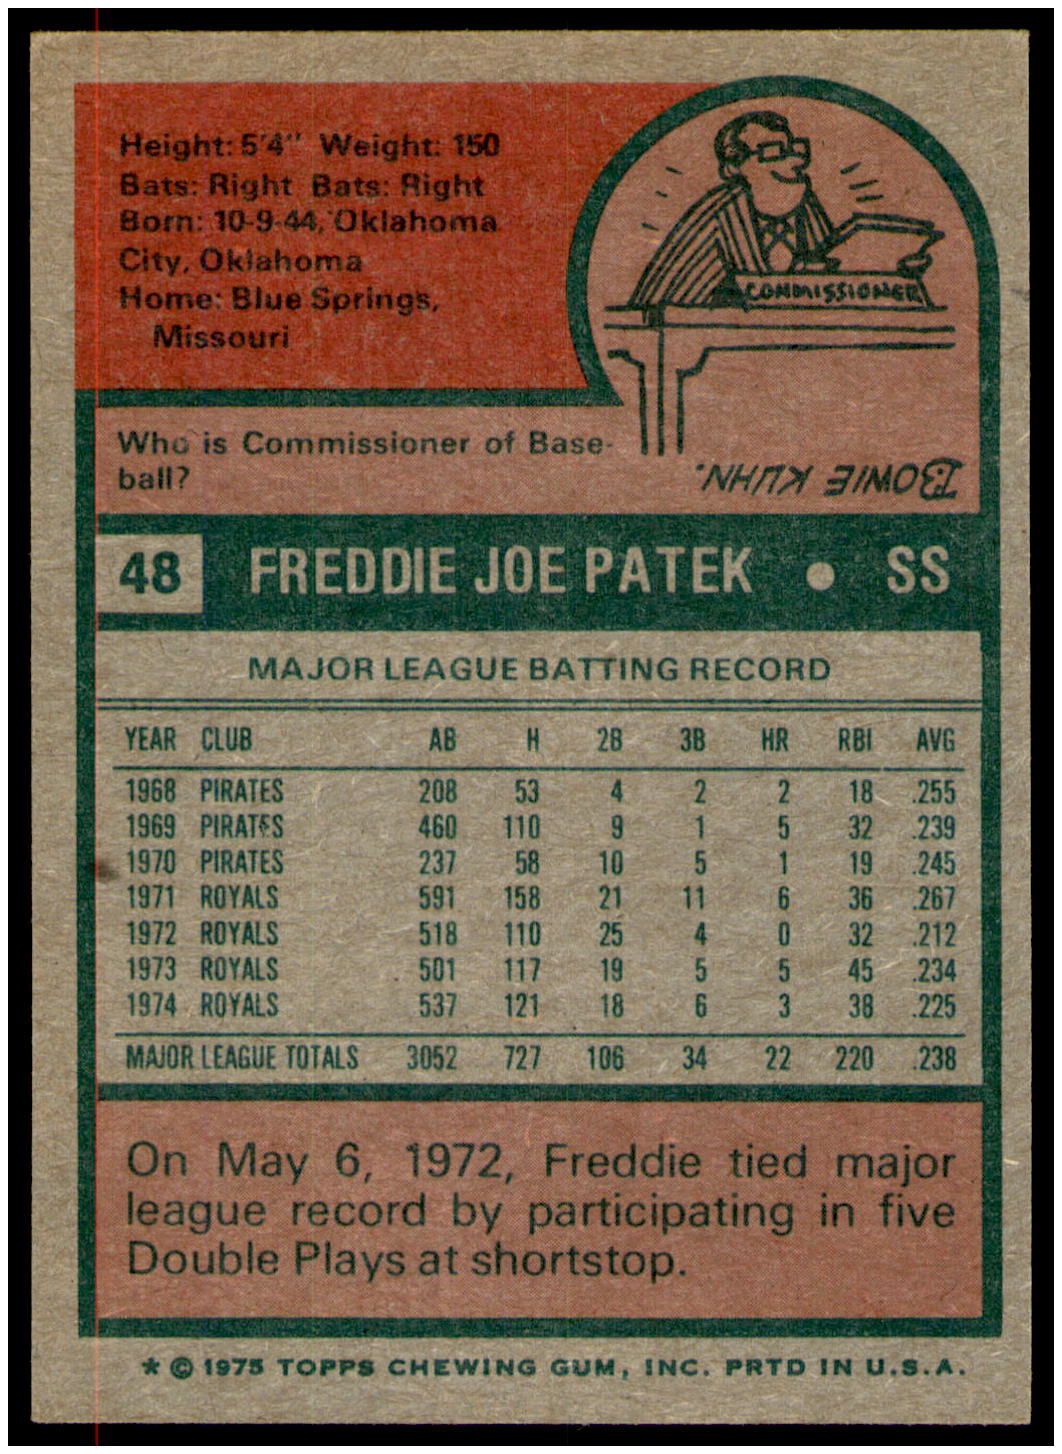 Height: 5'4" Weight: 150
Bats: Right Bats: Right
Born: 10-9-44, Oklahoma
City, Oklahoma
Home: Blue Springs,
Missouri
COMMISSIONER
Who is Commissioner of Base-
ball?
BOWIE KUHN.
48 FREDDIE JOE PATEK • SS
MAJOR LEAGUE BATTING RECORD
YEAR CLUB AB H 2B 3B HR RBI AVG
1968 PIRATES 208 53 4 2 2 18 .255
1969 PIRATES 460 110 9 1 5 32 .239
1970 PIRATES 237 58 10 5 1 19 .245
1971 ROYALS 591 158 21 11 6 36 .267
1972 ROYALS 518 110 25 4 0 32 .212
1973 ROYALS 501 117 19 5 5 45 .234
1974 ROYALS 537 121 18 6 3 38 .225
MAJOR LEAGUE TOTALS 3052 727 106 34 22 220 .238
On May 6, 1972, Freddie tied major
league record by participating in five
Double Plays at shortstop.
* © 1975 TOPPS CHEWING GUM, INC. PRTD IN U.S.A.